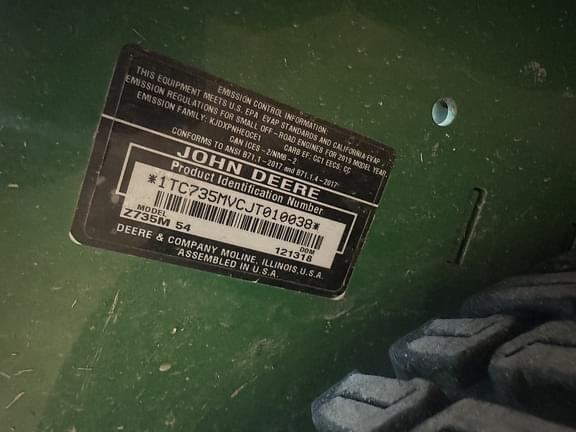 EMISSION CONTROL INFORMATION:
THIS EQUIPMENT MEETS U.S. EPA EVAP STANDARDS AND CALIFORNIA EVAP
EMISSION REGULATIONS FOR SMALL OFF-ROAD ENGINES FOR 2019 MODEL YEAR.
EMISSION FAMILY: KJDXPNHEOCE1 CARB EF: CC1 EECS: CC
CAN ICES-2/NMB-2
CONFORMS TO ANSI B71.1-2017 and B71.1.4-2017
JOHN DEERE
Product Identification Number
*1TC735MVCJT010038*
MODEL
Z735M 54
DOM
121318
DEERE & COMPANY MOLINE, ILLINOIS, U.S.A.
ASSEMBLED IN U.S.A.